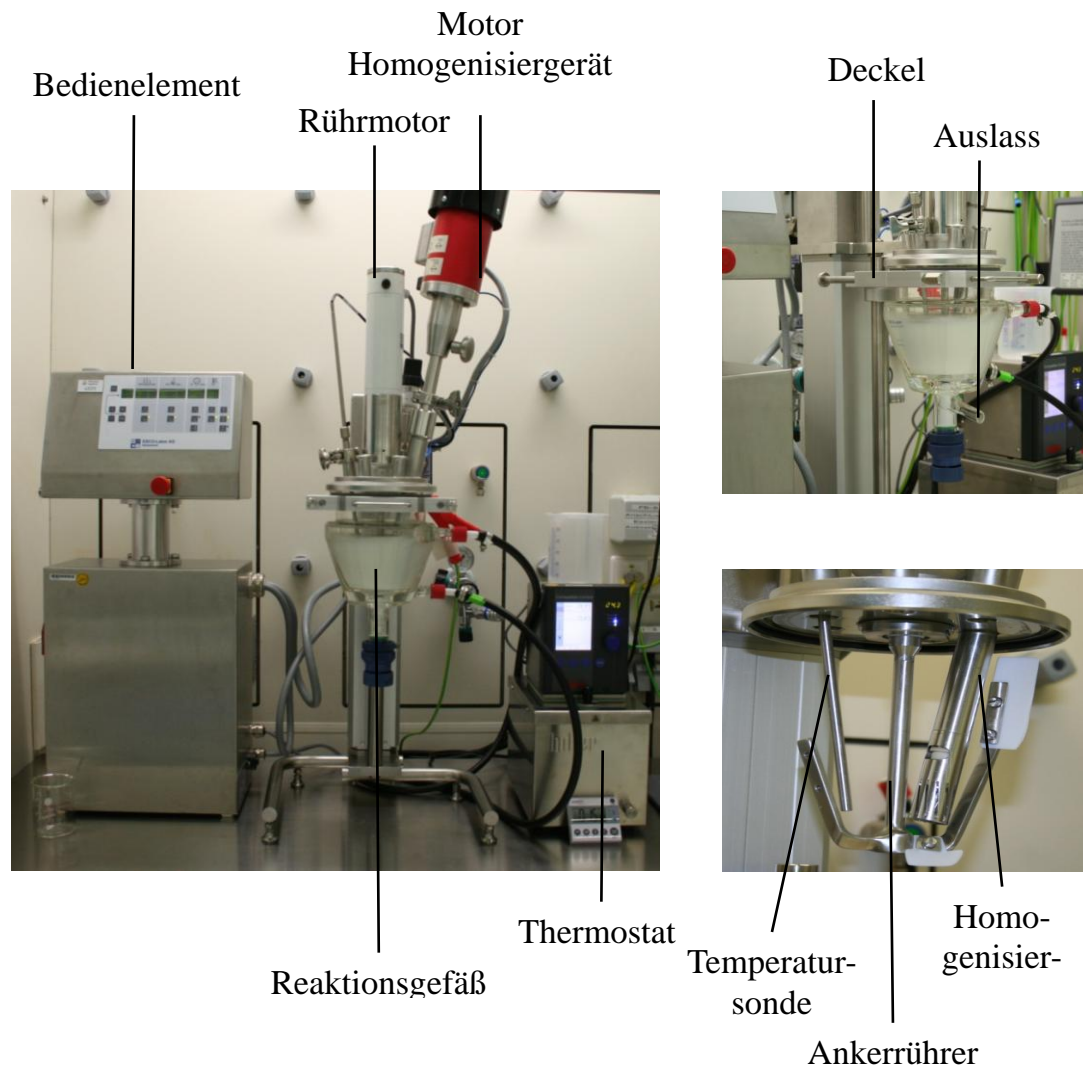 Motor
Homogenisiergerät
Bedienelement
Rührmotor
Deckel
Auslass
Thermostat
Reaktionsgefäß
Temperatur-
sonde
Homo-
genisier-
Ankerrührer